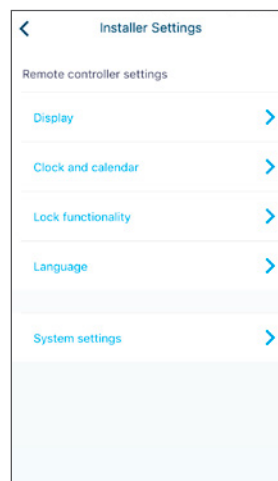 Installer Settings
Remote controller settings
Display
Clock and calendar
Lock functionality
Language
System settings